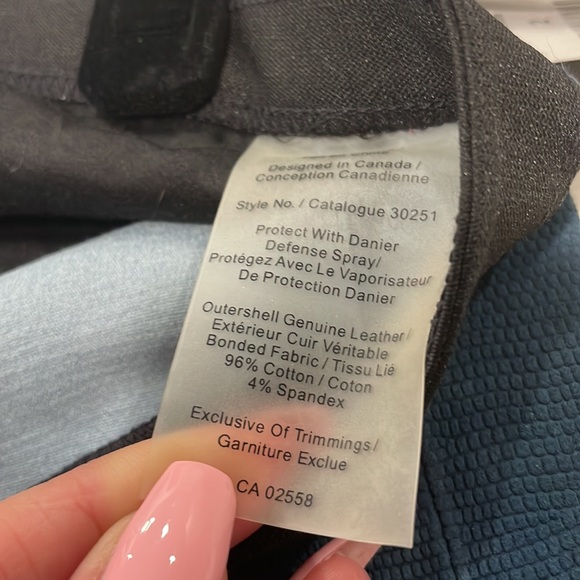 Designed in Canada /
Conception Canadienne
Style No. / Catalogue 30251
Protect With Danier
Defense Spray/
Protégez Avec Le Vaporisateur
De Protection Danier
Outershell Genuine Leather/
Extérieur Cuir Véritable
Bonded Fabric / Tissu Lié
96% Cotton / Coton
4% Spandex
Exclusive Of Trimmings/
Garniture Exclue
CA 02558